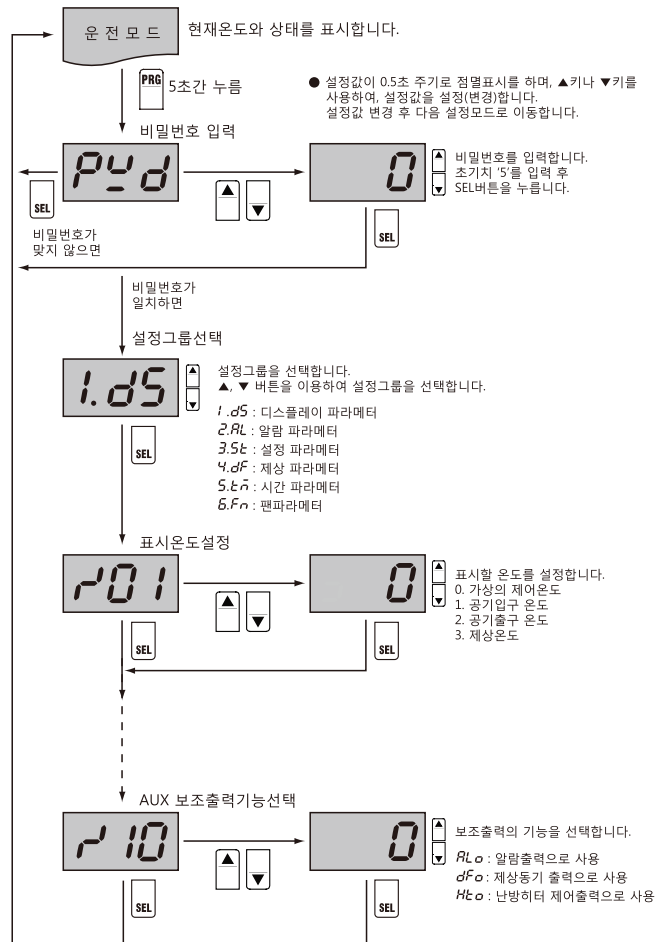 운 전 모 드
현재온도와 상태를 표시합니다.
PRG
5초간 누름
● 설정값이 0.5초 주기로 점멸표시를 하며, ▲키나 ▼키를
사용하여, 설정값을 설정(변경)합니다.
설정값 변경 후 다음 설정모드로 이동합니다.
비밀번호 입력
Pyd
▲ ▼
0
▲
▼
비밀번호를 입력합니다.
초기치 '5'를 입력 후
SEL버튼을 누릅니다.
SEL
SEL
비밀번호가
맞지 않으면
비밀번호가
일치하면
설정그룹선택
1.dS
▲
▼
설정그룹을 선택합니다.
▲, ▼ 버튼을 이용하여 설정그룹을 선택합니다.
1.dS : 디스플레이 파라메터
2.AL : 알람 파라메터
3.St : 설정 파라메터
4.dF : 제상 파라메터
5.tm : 시간 파라메터
6.Fn : 팬파라메터
SEL
표시온도설정
r01
▲ ▼
0
▲
▼
표시할 온도를 설정합니다.
0. 가상의 제어온도
1. 공기입구 온도
2. 공기출구 온도
3. 제상온도
SEL
SEL
AUX 보조출력기능선택
r10
▲ ▼
0
▲
▼
보조출력의 기능을 선택합니다.
ALo : 알람출력으로 사용
dFo : 제상동기 출력으로 사용
Hto : 난방히터 제어출력으로 사용
SEL
SEL